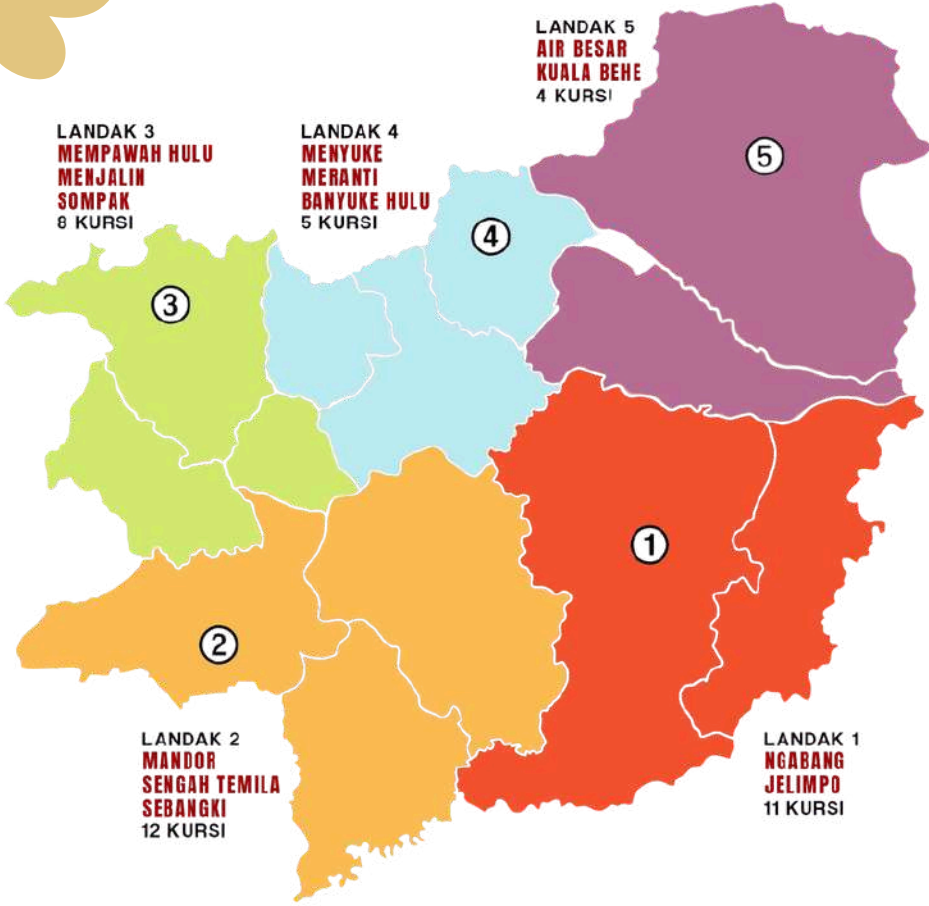 LANDAK 5
AIR BESAR
KUALA BEHE
4 KURSI
LANDAK 3
MEMPAWAH HULU
MENJALIN
SOMPAK
8 KURSI
LANDAK 4
MENYUKE
MERANTI
BANYUKE HULU
5 KURSI
5
4
3
1
2
LANDAK 2
MANDOR
SENGAH TEMILA
SEBANGKI
12 KURSI
LANDAK 1
NGABANG
JELIMPO
11 KURSI